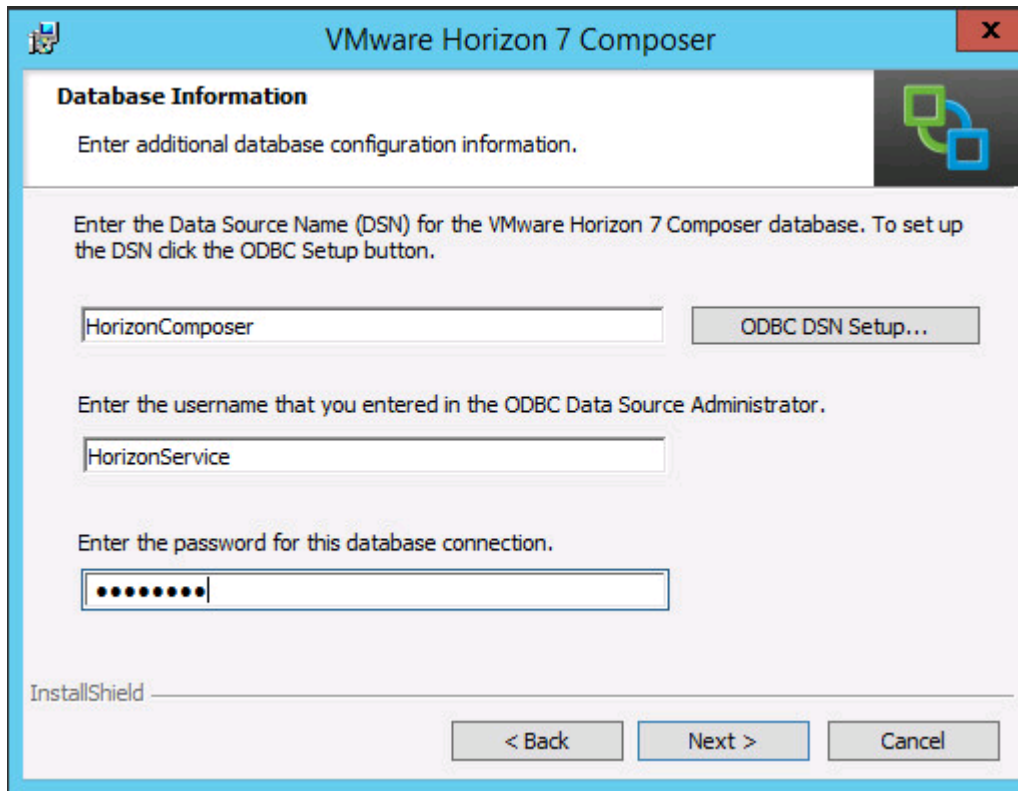 VMware Horizon 7 Composer
x
Database Information
Enter additional database configuration information.
Enter the Data Source Name (DSN) for the VMware Horizon 7 Composer database. To set up
the DSN click the ODBC Setup button.
HorizonComposer
ODBC DSN Setup...
Enter the username that you entered in the ODBC Data Source Administrator.
HorizonService
Enter the password for this database connection.
••••••••
InstallShield
< Back
Next >
Cancel